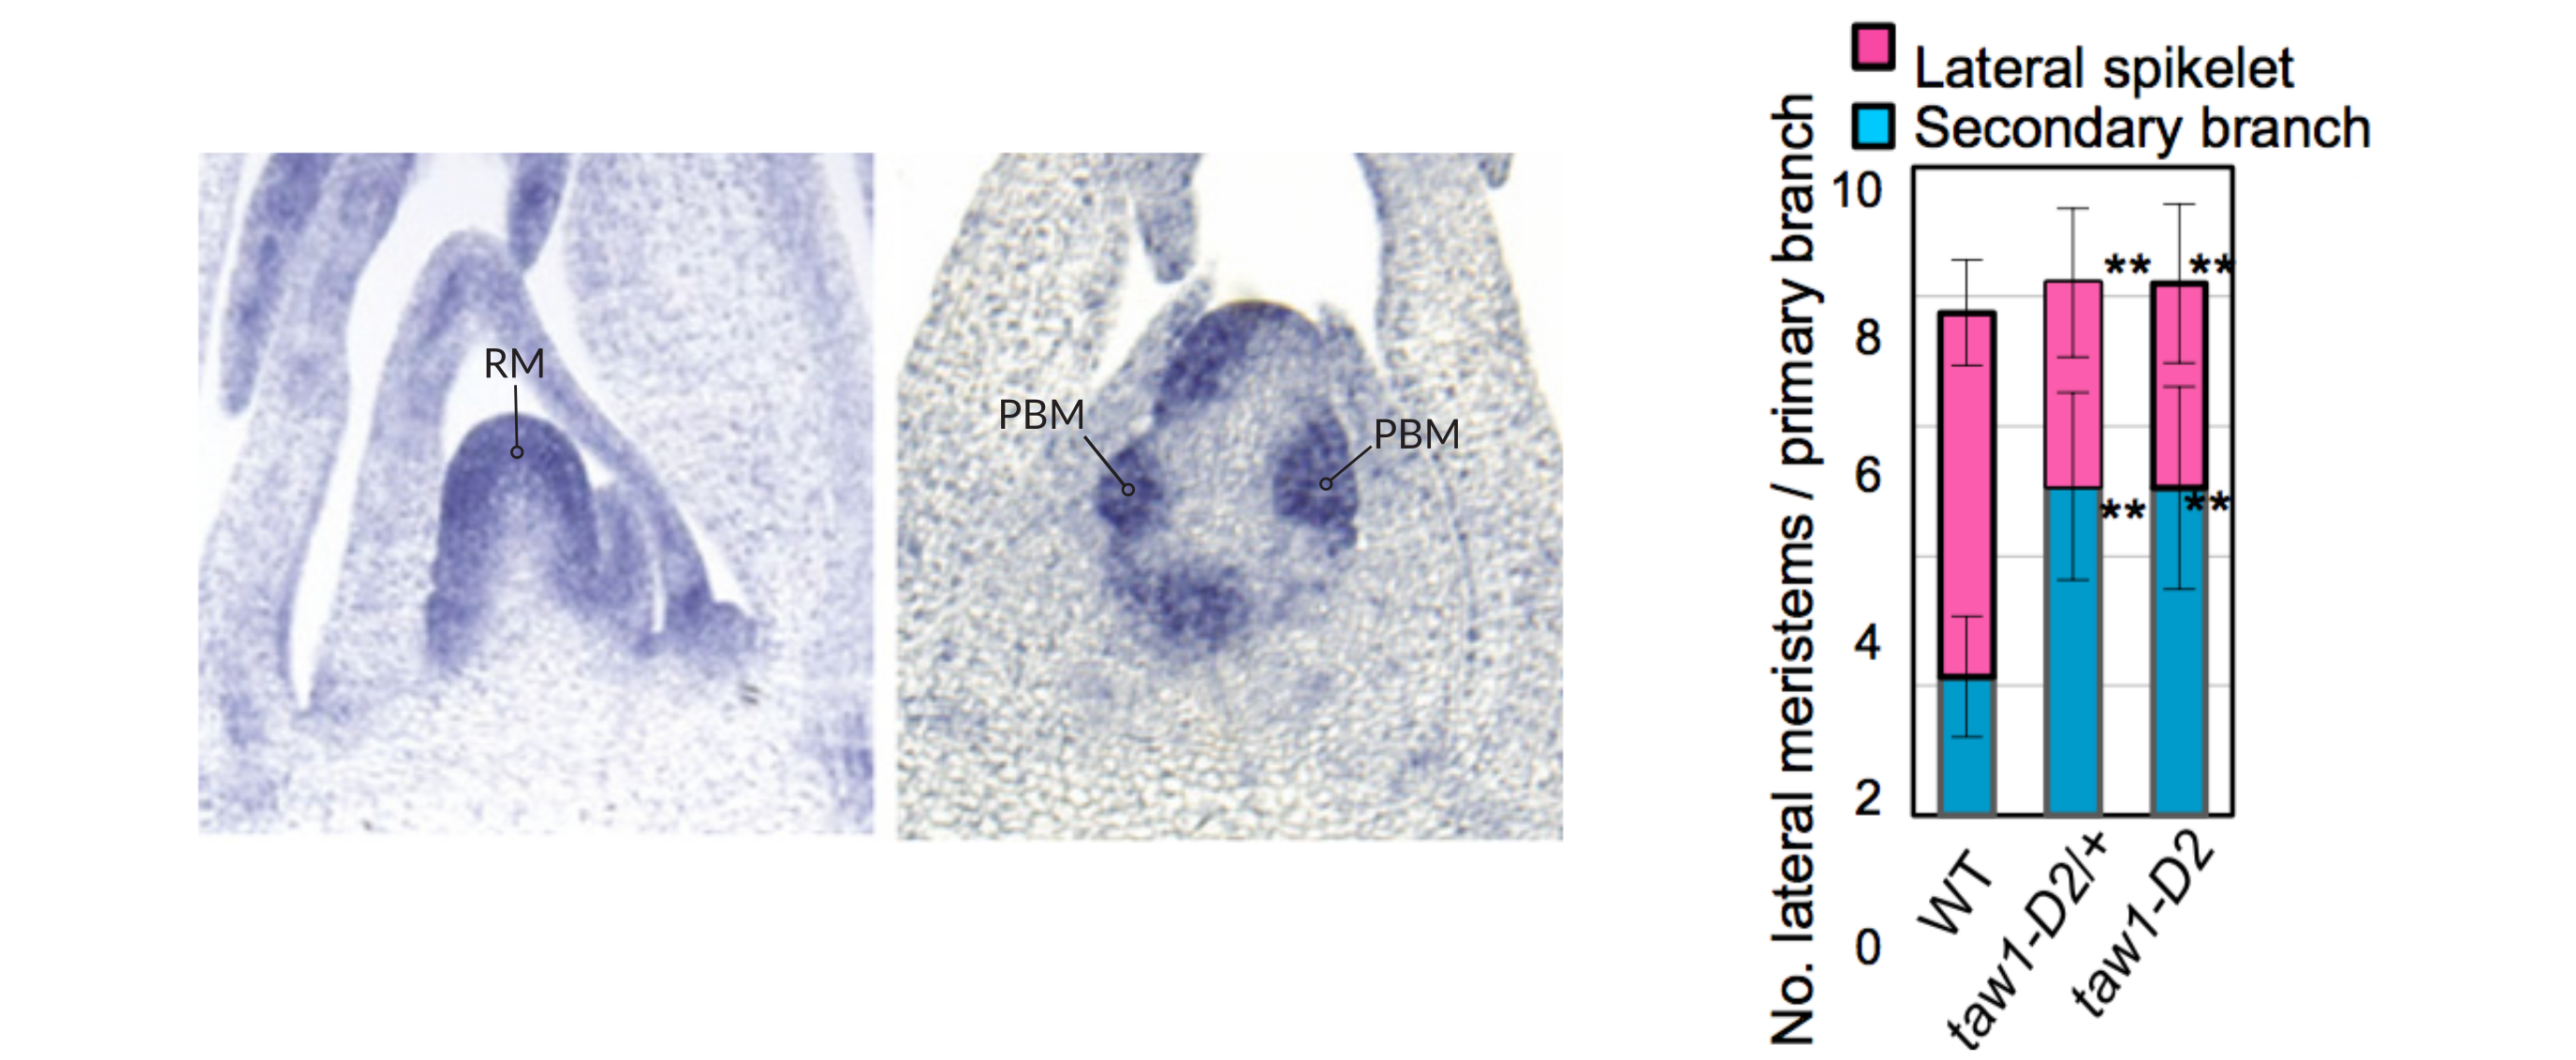 RM
PBM
PBM
Lateral spikelet
Secondary branch
No. lateral meristems / primary branch
10
8
6
4
2
0
**
**
**
**
WT
taw1-D2/+
taw1-D2